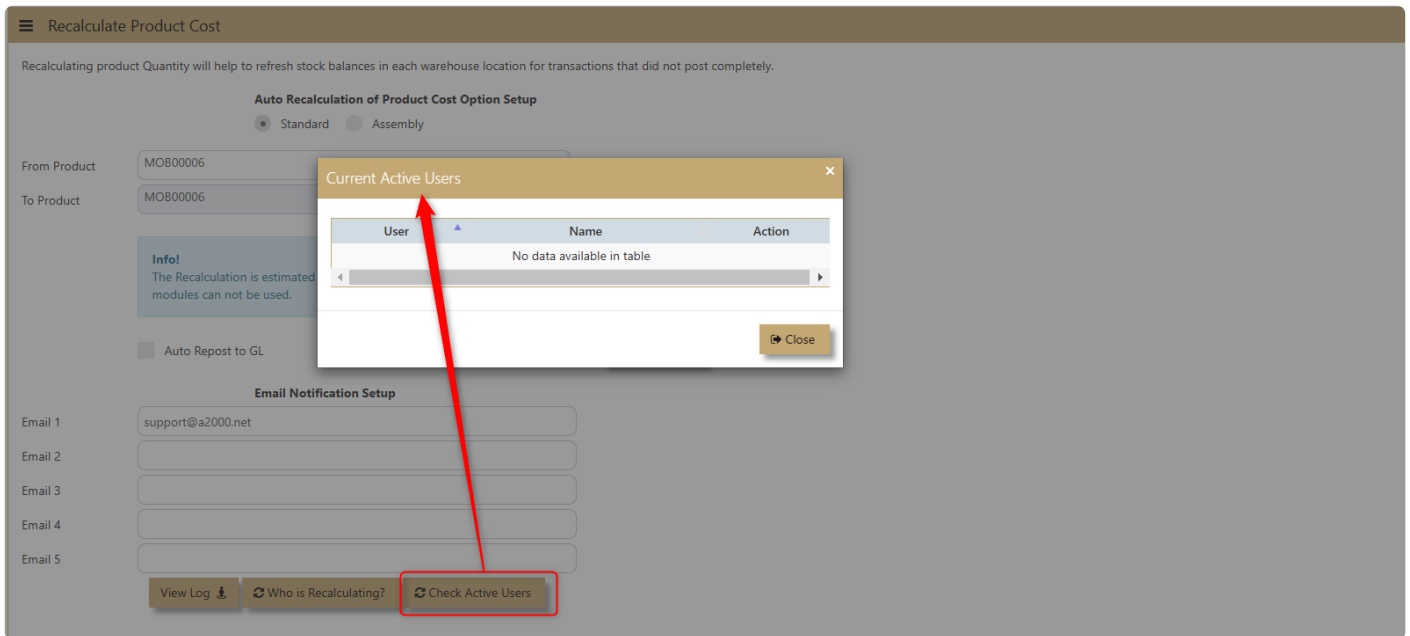 Recalculate Product Cost
Recalculating product Quantity will help to refresh stock balances in each warehouse location for transactions that did not post completely.
Auto Recalculation of Product Cost Option Setup
Standard Assembly
From Product MOB00006
To Product MOB00006
Current Active Users ×
User Name Action
No data available in table
Close
Info!
The Recalculation is estimated
modules can not be used.
Auto Repost to GL
Email Notification Setup
Email 1 support@a2000.net
Email 2
Email 3
Email 4
Email 5
View Log Who is Recalculating? Check Active Users